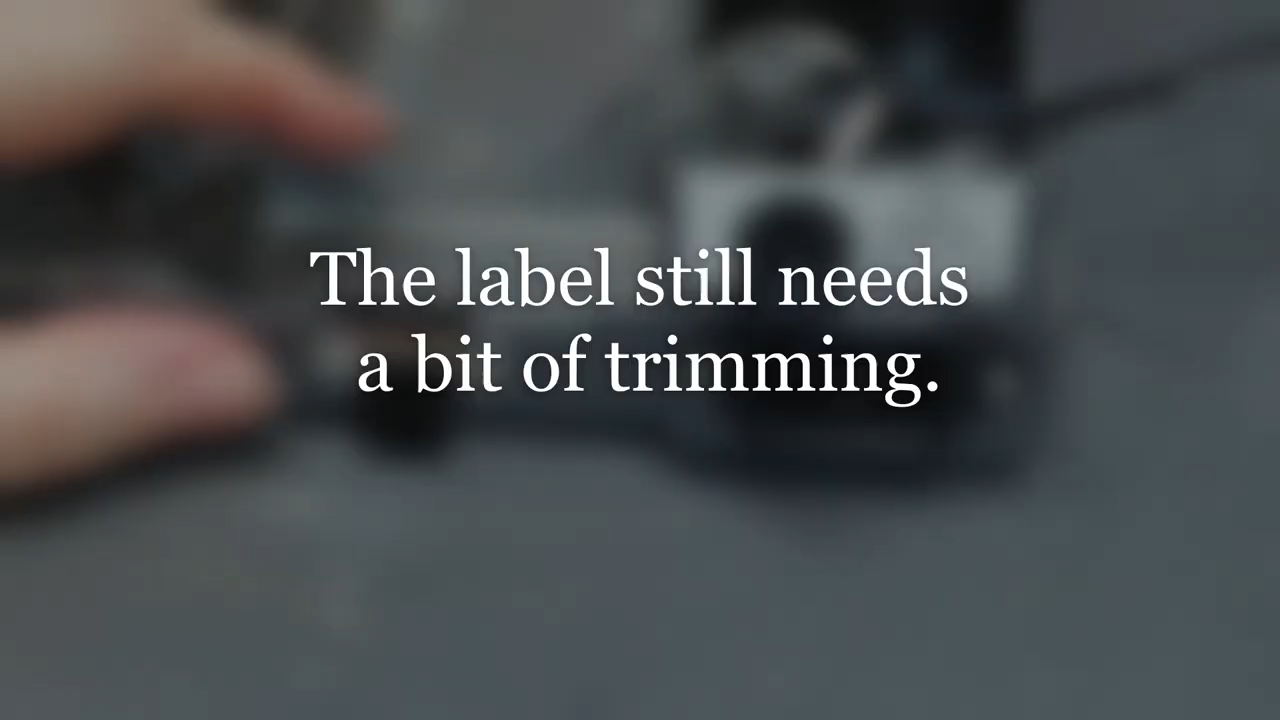 The label still needs
a bit of trimming.